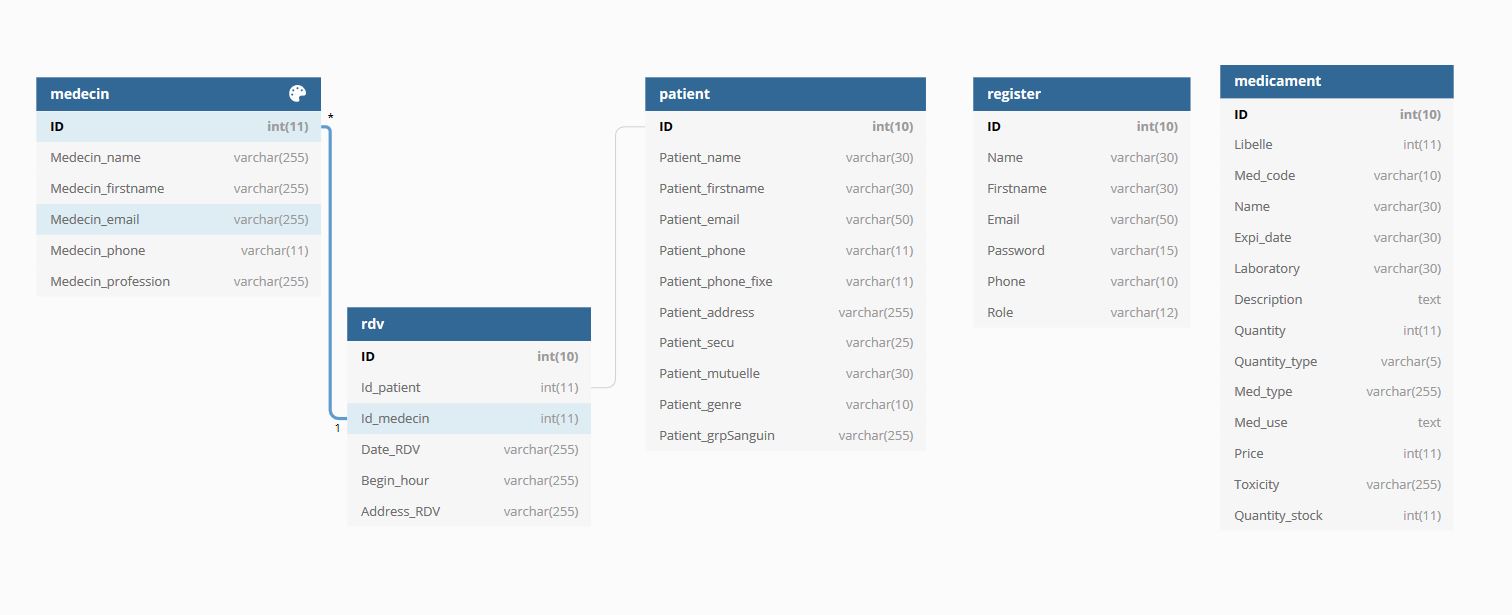 medecin
ID int(11)
Medecin_name varchar(255)
Medecin_firstname varchar(255)
Medecin_email varchar(255)
Medecin_phone varchar(11)
Medecin_profession varchar(255)
*
1
rdv
ID int(10)
Id_patient int(11)
Id_medecin int(11)
Date_RDV varchar(255)
Begin_hour varchar(255)
Address_RDV varchar(255)
patient
ID int(10)
Patient_name varchar(30)
Patient_firstname varchar(30)
Patient_email varchar(50)
Patient_phone varchar(11)
Patient_phone_fixe varchar(11)
Patient_address varchar(255)
Patient_secu varchar(25)
Patient_mutuelle varchar(30)
Patient_genre varchar(10)
Patient_grpSanguin varchar(255)
register
ID int(10)
Name varchar(30)
Firstname varchar(30)
Email varchar(50)
Password varchar(15)
Phone varchar(10)
Role varchar(12)
medicament
ID int(10)
Libelle int(11)
Med_code varchar(10)
Name varchar(30)
Expi_date varchar(30)
Laboratory varchar(30)
Description text
Quantity int(11)
Quantity_type varchar(5)
Med_type varchar(255)
Med_use text
Price int(11)
Toxicity varchar(255)
Quantity_stock int(11)